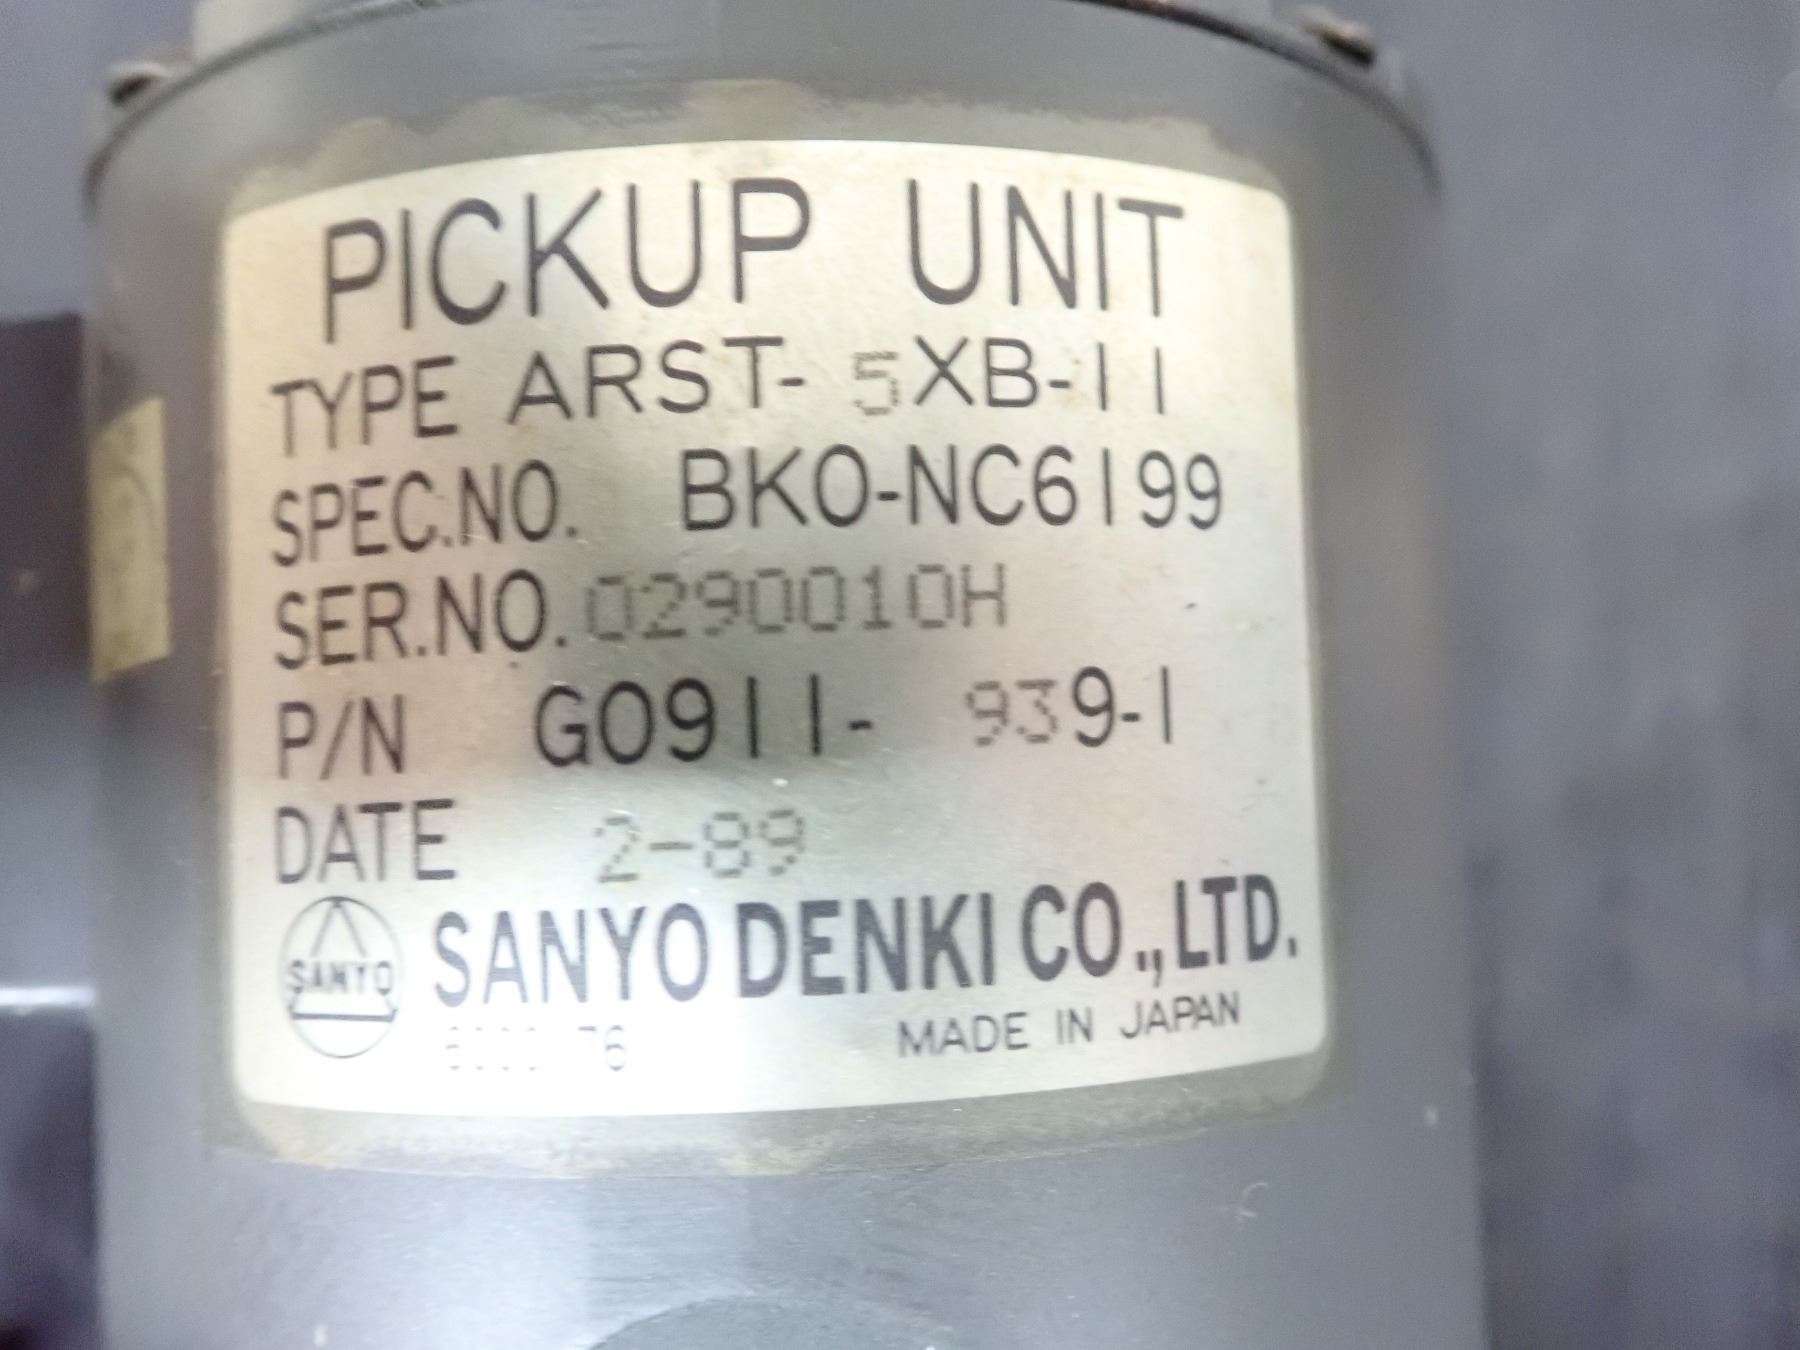 PICKUP UNIT
TYPE ARST- 5XB-11
SPEC.NO. BKO-NC6199
SER.NO. 0290010H
P/N G0911- 939-1
DATE 2-89
SANYO SANYO DENKI CO., LTD.
MADE IN JAPAN